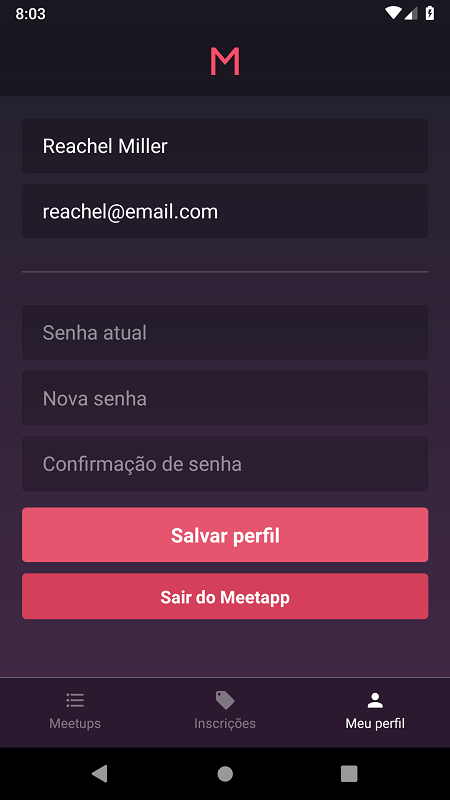 8:03
M
Reachel Miller
reachel@email.com
Senha atual
Nova senha
Confirmação de senha
Salvar perfil
Sair do Meetapp
Meetups Inscrições Meu perfil